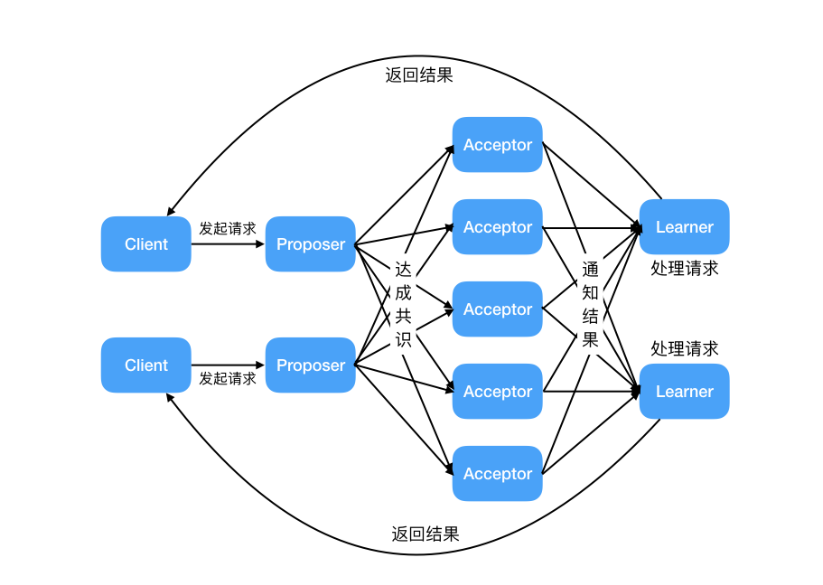 返回结果
Acceptor
Client
发起请求
Proposer
Acceptor
Learner
处理请求
达成共识
通知结果
Acceptor
处理请求
Client
发起请求
Proposer
Acceptor
Learner
Acceptor
返回结果